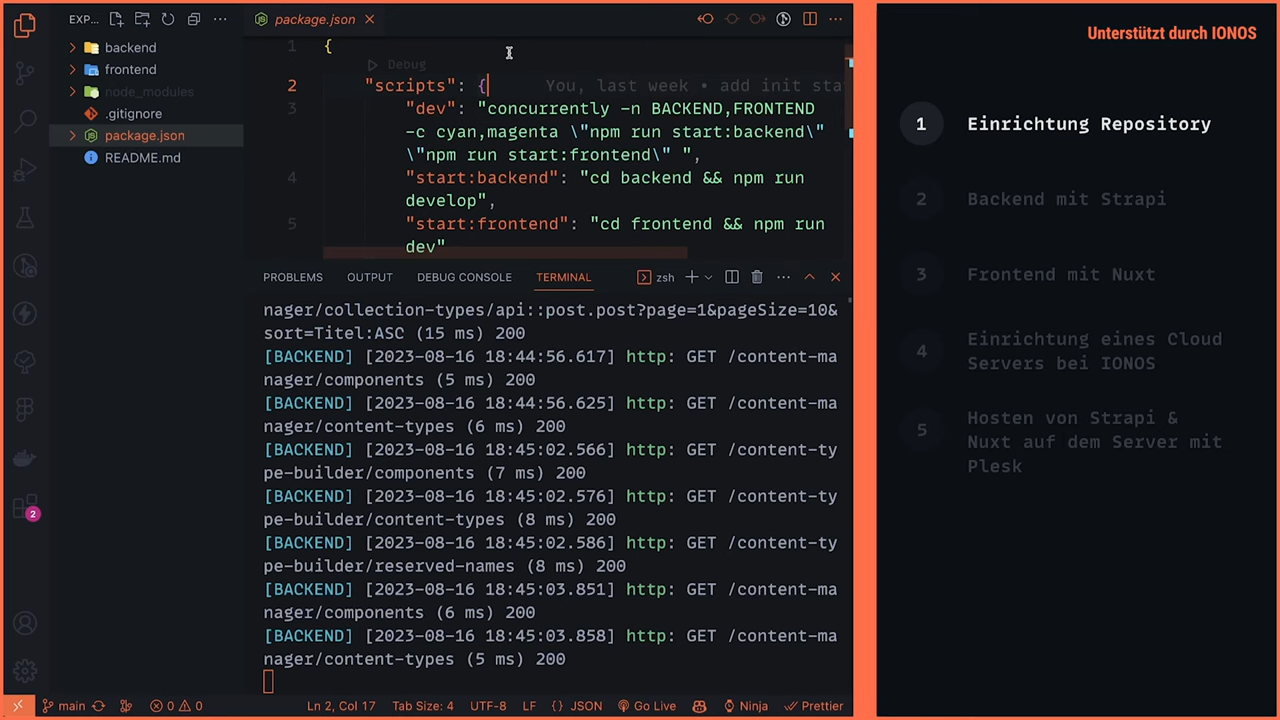 EXP...
package.json
backend
frontend
node_modules
.gitignore
package.json
README.md
1 {
Debug
2 "scripts": { You, last week • add init sta
3 "dev": "concurrently -n BACKEND,FRONTEND
-c cyan,magenta \"npm run start:backend\"
\"npm run start:frontend\" ",
4 "start:backend": "cd backend && npm run
develop",
5 "start:frontend": "cd frontend && npm run
dev"
PROBLEMS OUTPUT DEBUG CONSOLE TERMINAL zsh
nager/collection-types/api::post.post?page=1&pageSize=10&
sort=Titel:ASC (15 ms) 200
[BACKEND] [2023-08-16 18:44:56.617] http: GET /content-ma
nager/components (5 ms) 200
[BACKEND] [2023-08-16 18:44:56.625] http: GET /content-ma
nager/content-types (6 ms) 200
[BACKEND] [2023-08-16 18:45:02.566] http: GET /content-ty
pe-builder/components (7 ms) 200
[BACKEND] [2023-08-16 18:45:02.576] http: GET /content-ty
pe-builder/content-types (8 ms) 200
[BACKEND] [2023-08-16 18:45:02.586] http: GET /content-ty
pe-builder/reserved-names (8 ms) 200
[BACKEND] [2023-08-16 18:45:03.851] http: GET /content-ma
nager/components (6 ms) 200
[BACKEND] [2023-08-16 18:45:03.858] http: GET /content-ma
nager/content-types (5 ms) 200
2
main 0 0 Ln 2, Col 17 Tab Size: 4 UTF-8 LF {} JSON Go Live Ninja Prettier
Unterstützt durch IONOS
1 Einrichtung Repository
2 Backend mit Strapi
3 Frontend mit Nuxt
4 Einrichtung eines Cloud
Servers bei IONOS
5 Hosten von Strapi &
Nuxt auf dem Server mit
Plesk